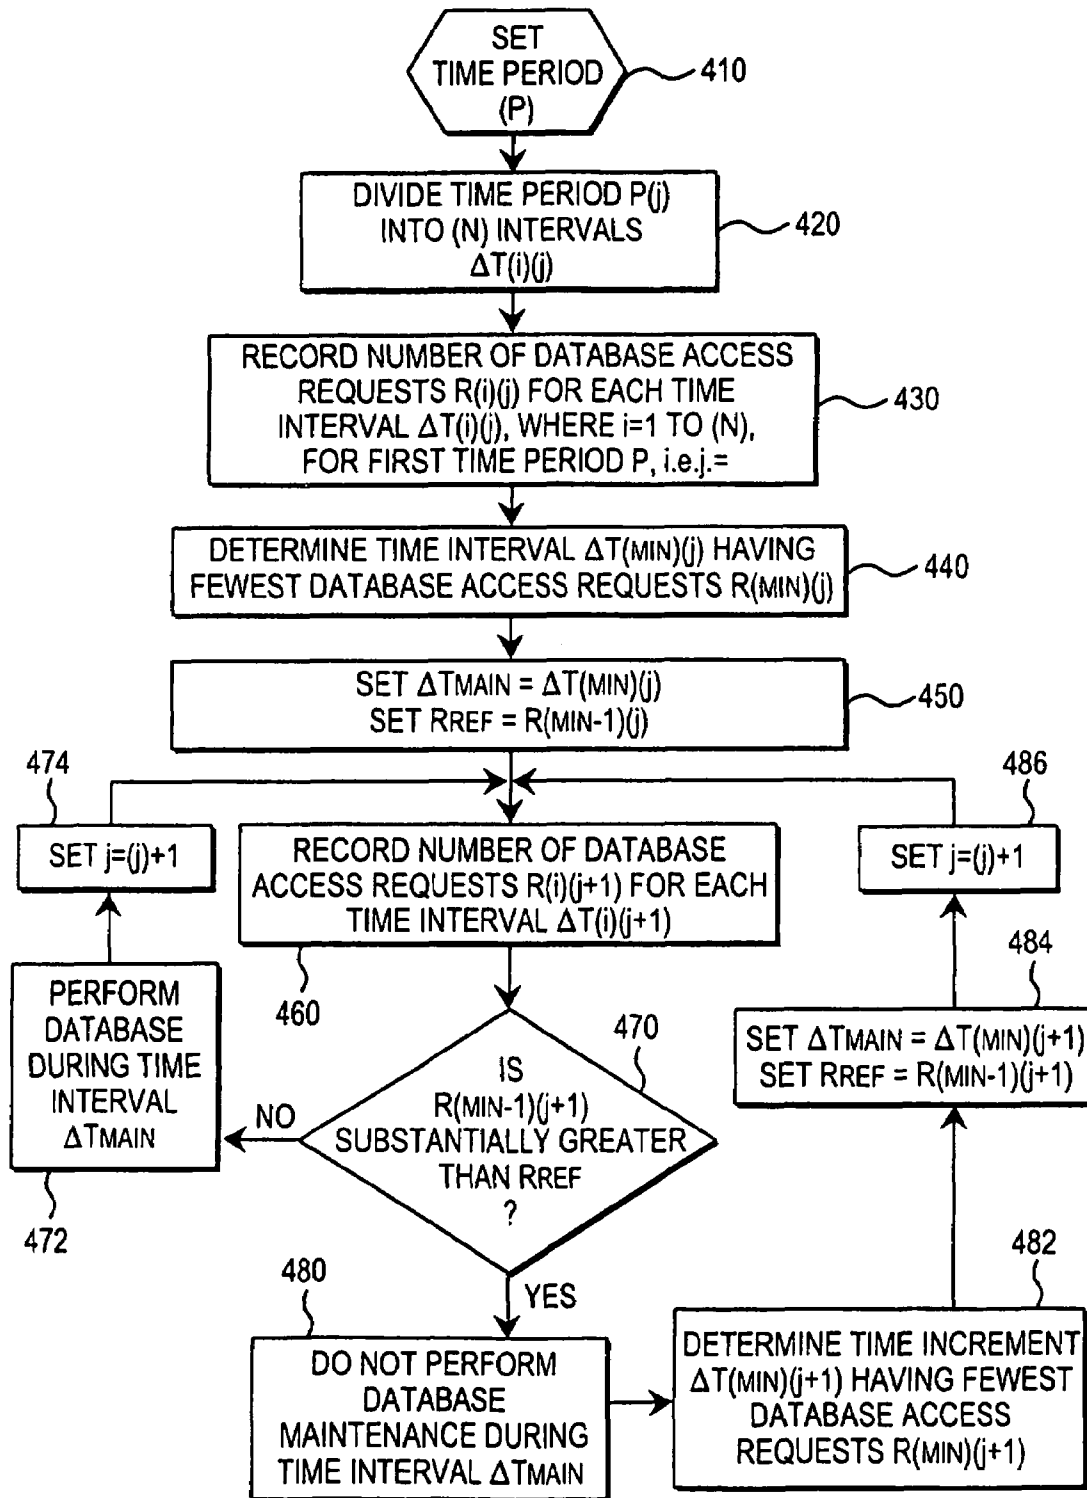 SET
TIME PERIOD
(P)
410
DIVIDE TIME PERIOD P(j)
INTO (N) INTERVALS
ΔT(i)(j)
420
RECORD NUMBER OF DATABASE ACCESS
REQUESTS R(i)(j) FOR EACH TIME
INTERVAL ΔT(i)(j), WHERE i=1 TO (N),
FOR FIRST TIME PERIOD P, i.e.j.=
430
DETERMINE TIME INTERVAL ΔT(MIN)(j) HAVING
FEWEST DATABASE ACCESS REQUESTS R(MIN)(j)
440
SET ΔTMAIN = ΔT(MIN)(j)
SET RREF = R(MIN-1)(j)
450
474
SET j=(j)+1
486
SET j=(j)+1
RECORD NUMBER OF DATABASE
ACCESS REQUESTS R(i)(j+1) FOR EACH
TIME INTERVAL ΔT(i)(j+1)
460
PERFORM
DATABASE
DURING TIME
INTERVAL
ΔTMAIN
472
NO
470
IS
R(MIN-1)(j+1)
SUBSTANTIALLY GREATER
THAN RREF
?
YES
484
SET ΔTMAIN = ΔT(MIN)(j+1)
SET RREF = R(MIN-1)(j+1)
480
DO NOT PERFORM
DATABASE
MAINTENANCE DURING
TIME INTERVAL ΔTMAIN
482
DETERMINE TIME INCREMENT
ΔT(MIN)(j+1) HAVING FEWEST
DATABASE ACCESS
REQUESTS R(MIN)(j+1)